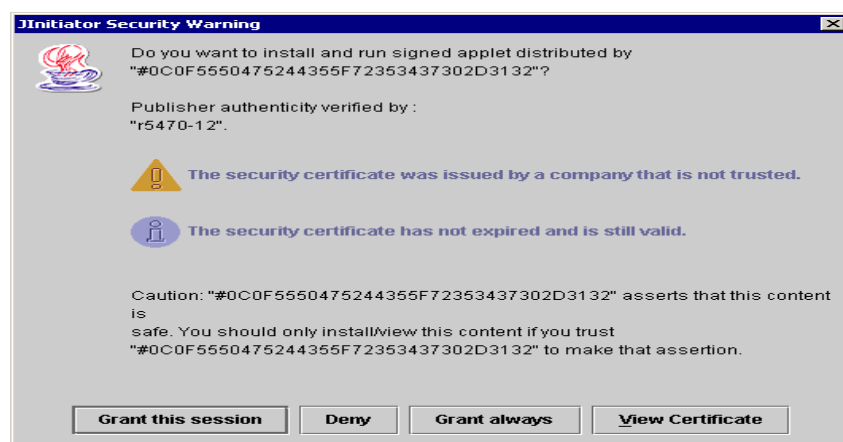 JInitiator Security Warning
Do you want to install and run signed applet distributed by
"#0C0F5550475244355F72353437302D3132"?
Publisher authenticity verified by :
"r5470-12".
The security certificate was issued by a company that is not trusted.
The security certificate has not expired and is still valid.
Caution: "#0C0F5550475244355F72353437302D3132" asserts that this content
is
safe. You should only install/view this content if you trust
"#0C0F5550475244355F72353437302D3132" to make that assertion.
Grant this session Deny Grant always View Certificate